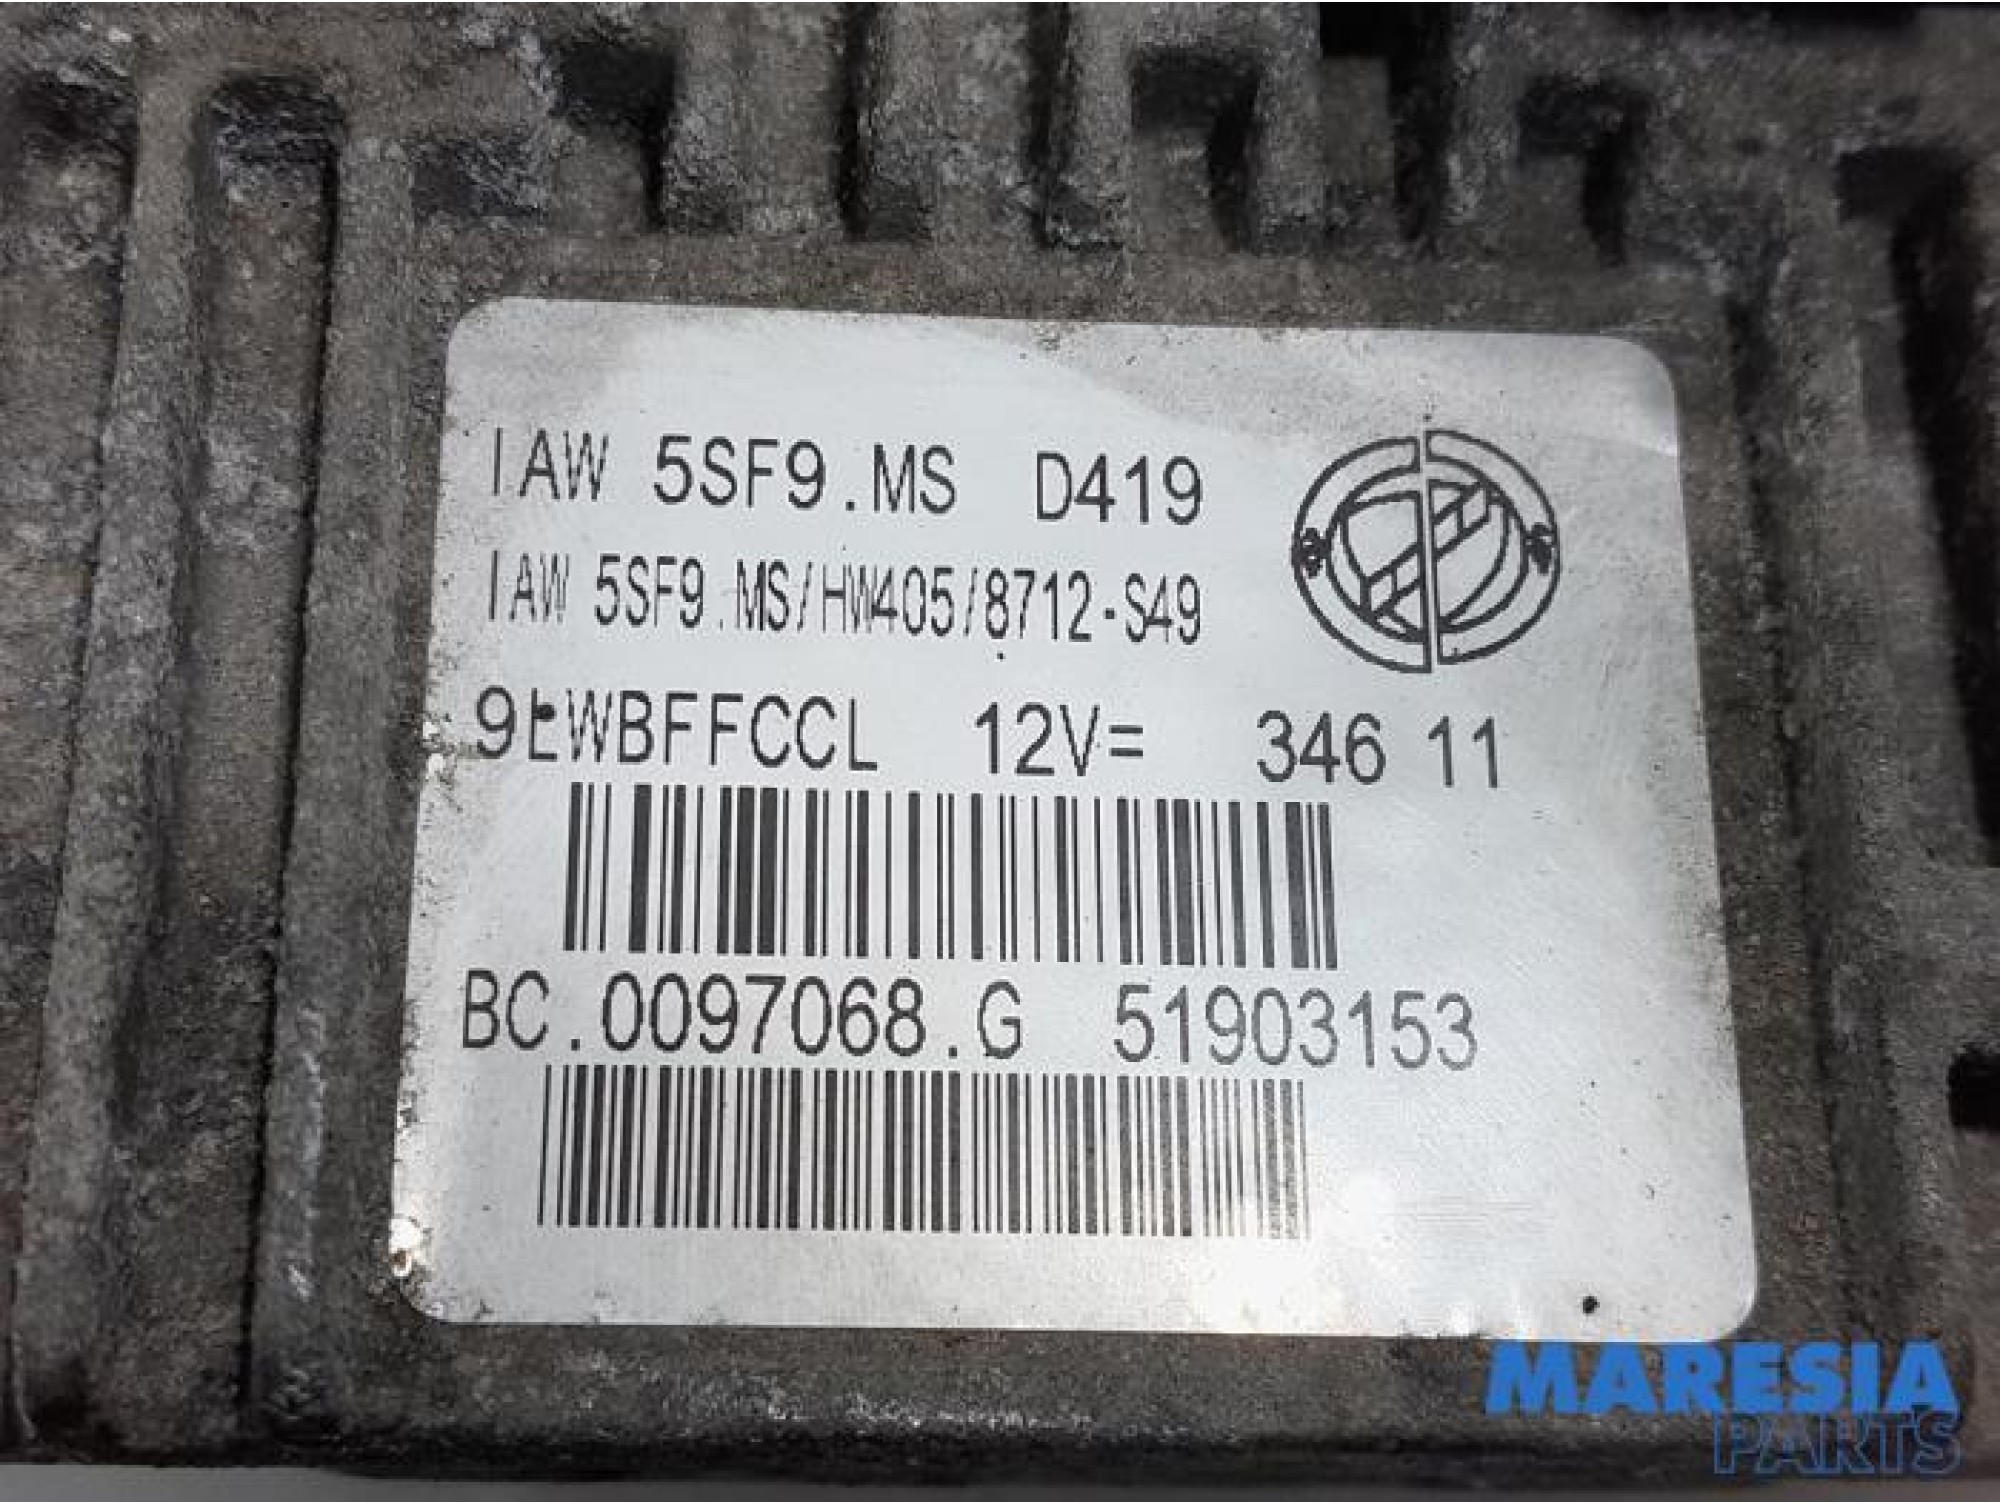 IAW 5SF9.MS D419
IAW 5SF9.MS/HW405/8712-S49
9LWBFFCCL 12V= 346 11
BC.0097068.G 51903153
MARESIA
PARTS